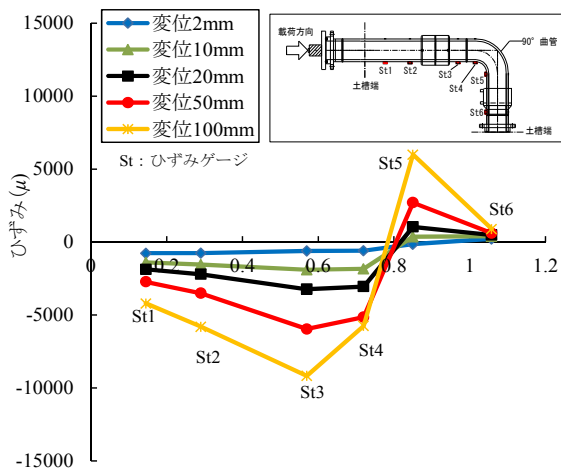 15000
10000
5000
0
-5000
-10000
-15000
ひずみ(μ)
変位2mm
変位10mm
変位20mm
変位50mm
変位100mm
St：ひずみゲージ
載荷方向
90° 曲管
St1
St2
St3
St4
St5
St6
土槽端
土槽端
0
0.2
0.4
0.6
0.8
1
1.2
St1
St2
St3
St4
St5
St6